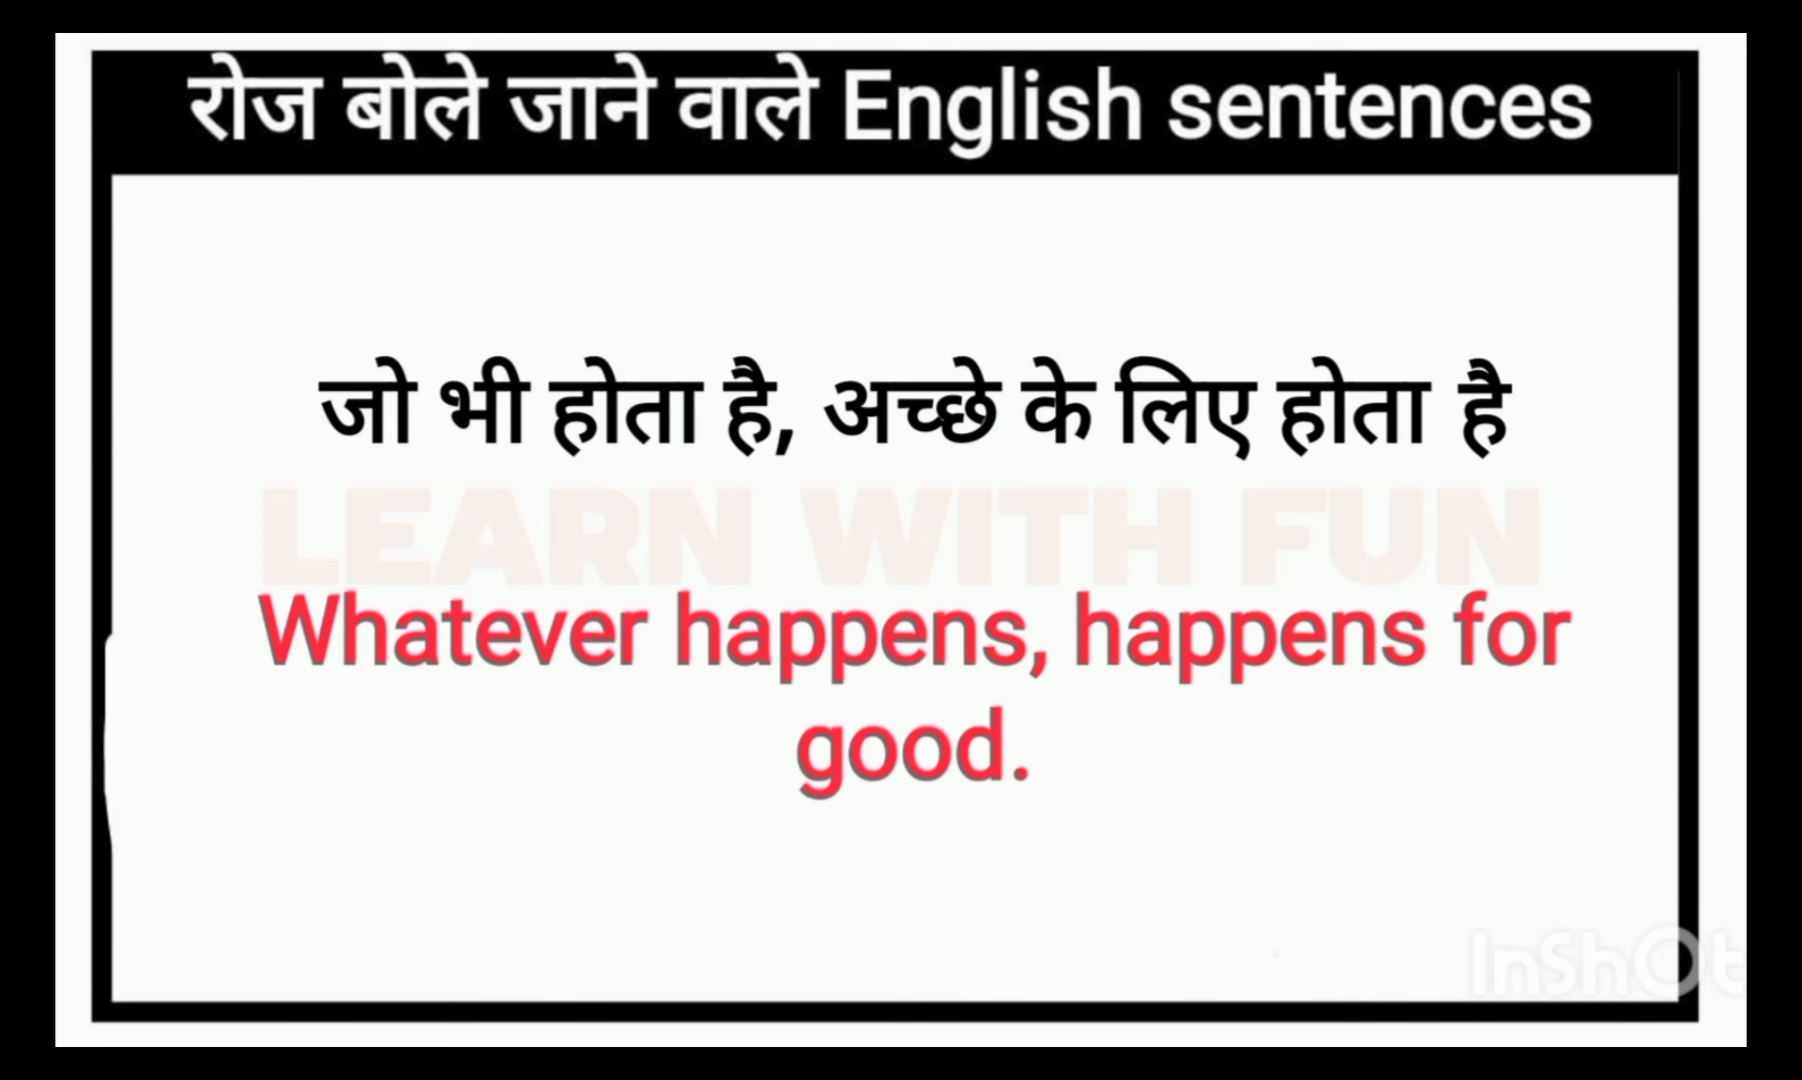 रोज बोले जाने वाले English sentences
जो भी होता है, अच्छे के लिए होता है
LEARN WITH FUN
Whatever happens, happens for
good.
InShOt